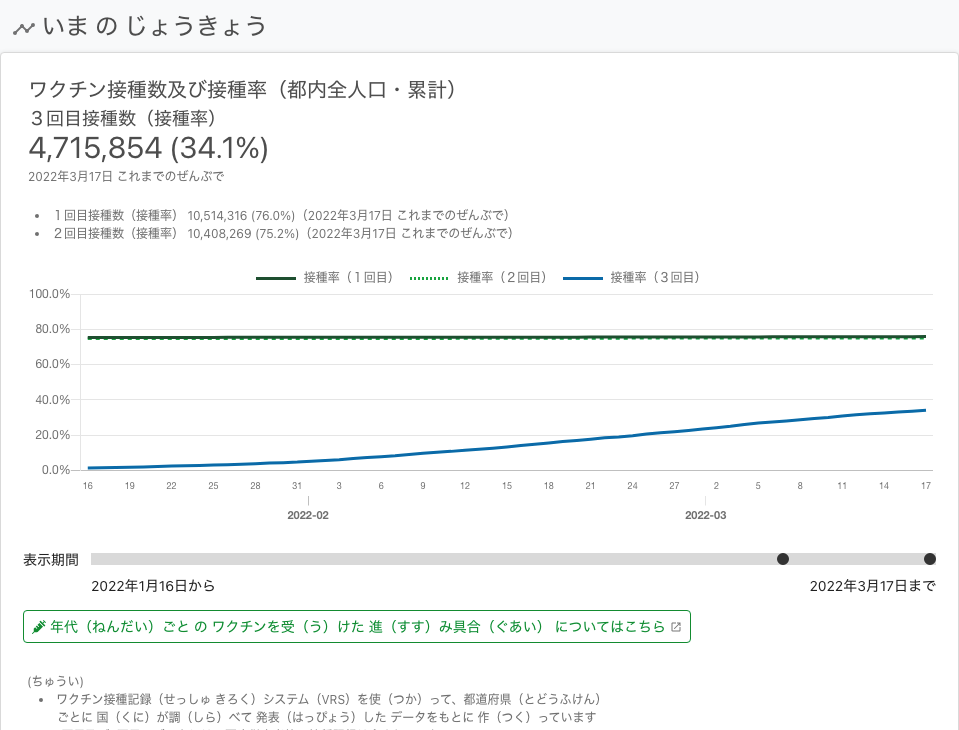 いま の じょうきょう
ワクチン接種数及び接種率（都内全人口・累計）
３回目接種数（接種率）
4,715,854 (34.1%)
2022年3月17日 これまでのぜんぶで
• １回目接種数（接種率） 10,514,316 (76.0%)（2022年3月17日 これまでのぜんぶで）
• ２回目接種数（接種率） 10,408,269 (75.2%)（2022年3月17日 これまでのぜんぶで）
接種率（１回目） 接種率（２回目） 接種率（３回目）
100.0%
80.0%
60.0%
40.0%
20.0%
0.0%
16 19 22 25 28 31 3 6 9 12 15 18 21 24 27 2 5 8 11 14 17
2022-02 2022-03
表示期間
2022年1月16日から 2022年3月17日まで
年代（ねんだい）ごと の ワクチンを受（う）けた 進（すす）み具合（ぐあい） についてはこちら
(ちゅうい)
• ワクチン接種記録（せっしゅ きろく）システム（VRS）を使（つか）って、都道府県（とどうふけん）
ごとに 国（くに）が調（しら）べて 発表（はっぴょう）した データをもとに 作（つく）っています